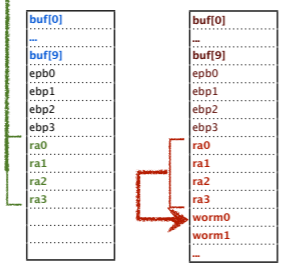 buf[0]
...
buf[9]
epb0
ebp1
ebp2
ebp3
ra0
ra1
ra2
ra3
buf[0]
...
buf[9]
epb0
ebp1
ebp2
ebp3
ra0
ra1
ra2
ra3
worm0
worm1
...